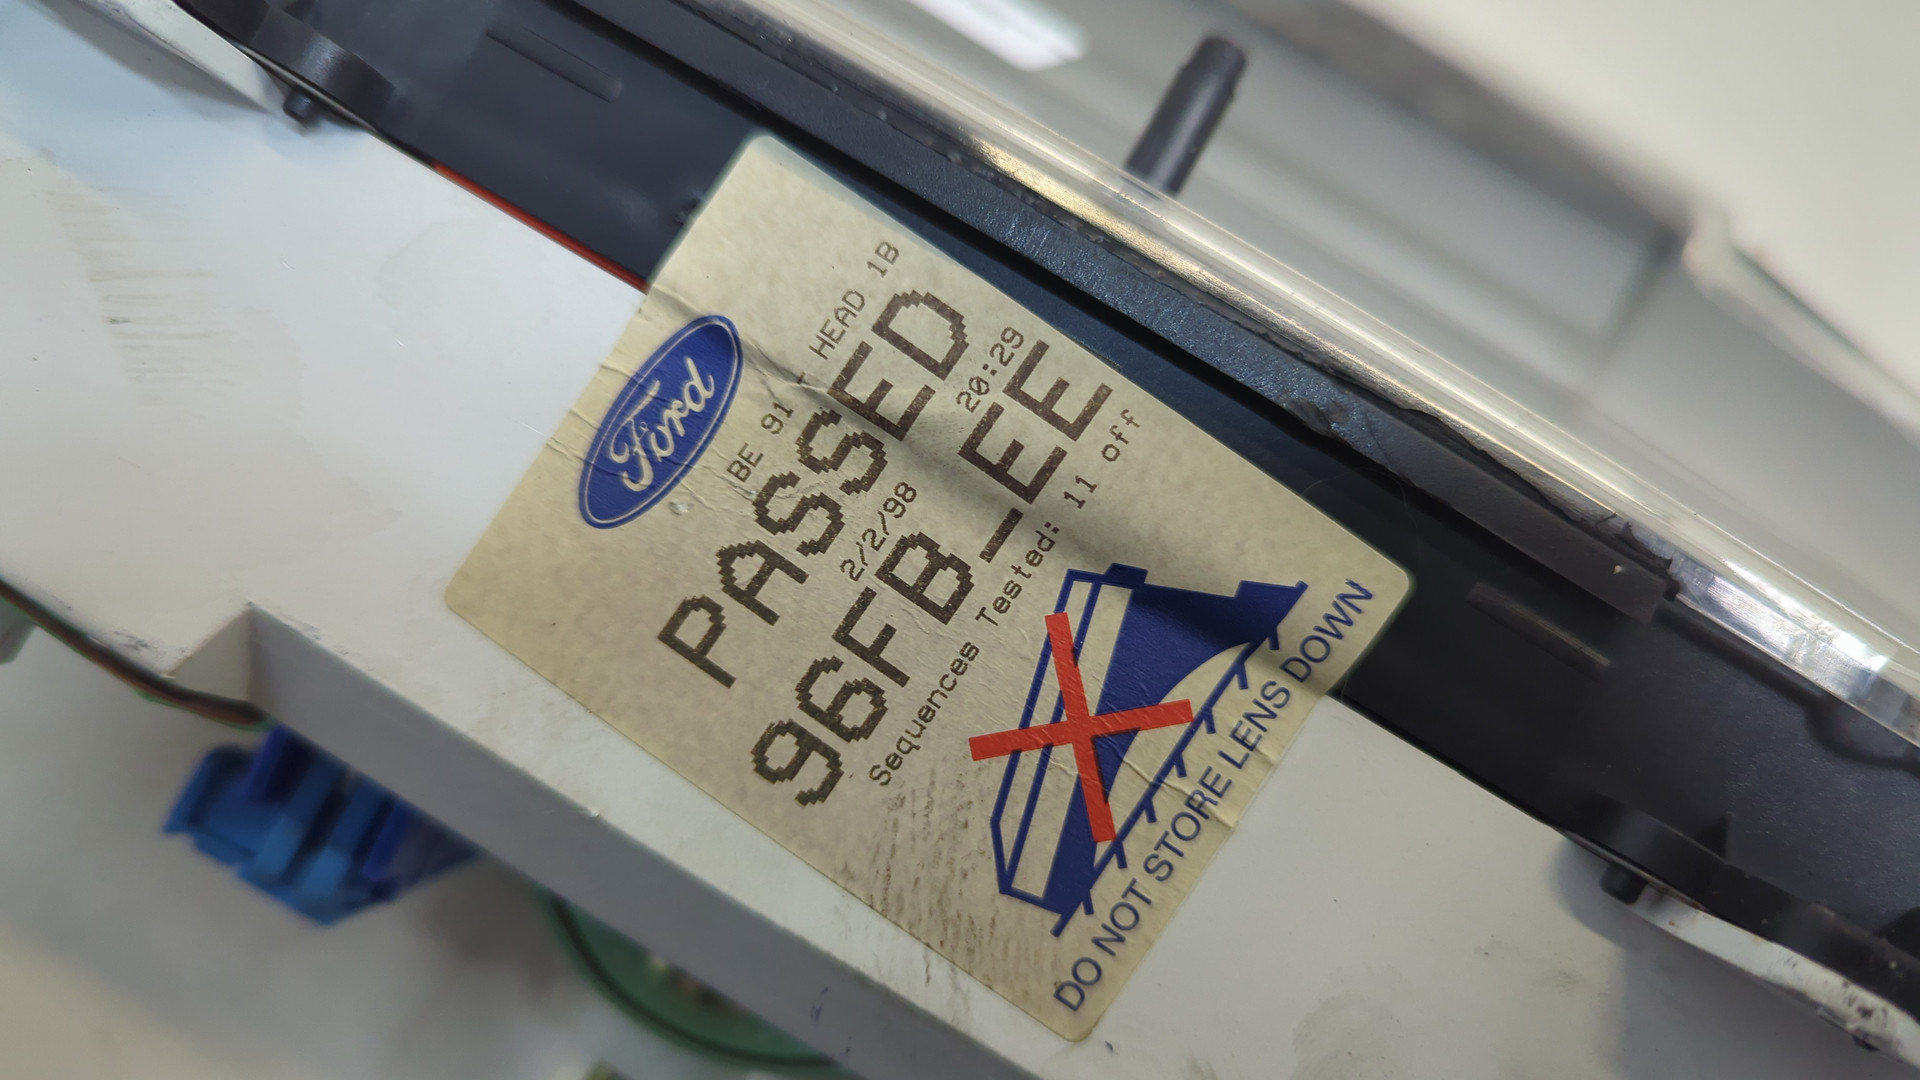 Ford
BE 91 - HEAD 1B
PASSED
2/2/98 20:29
96FB-EE
Sequences Tested: 11 off
DO NOT STORE LENS DOWN